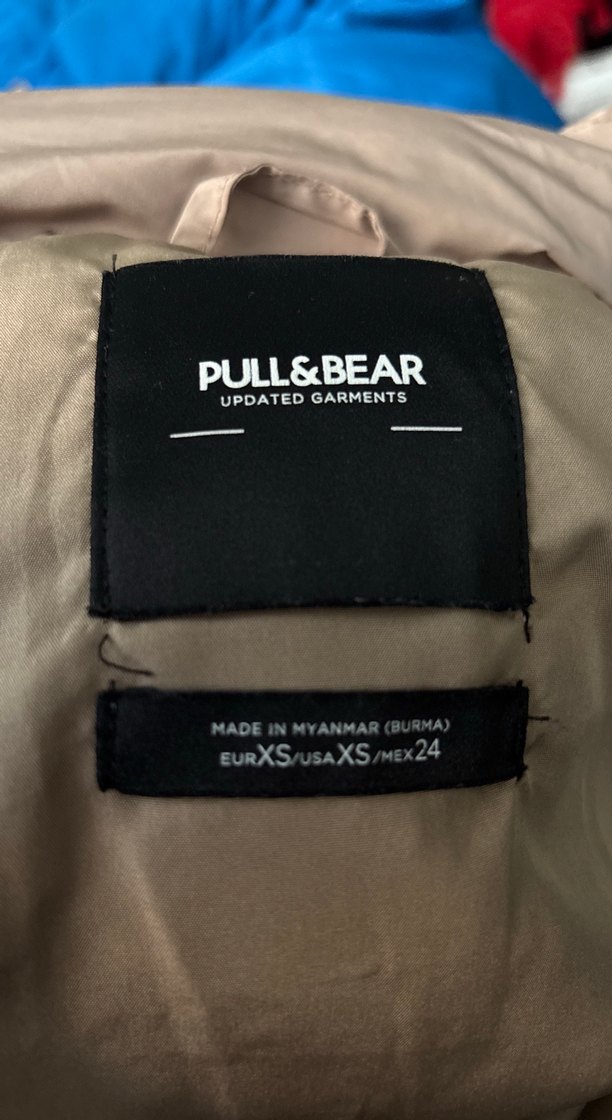 PULL&BEAR
UPDATED GARMENTS
MADE IN MYANMAR (BURMA)
EURXS/USAXS/MEX24